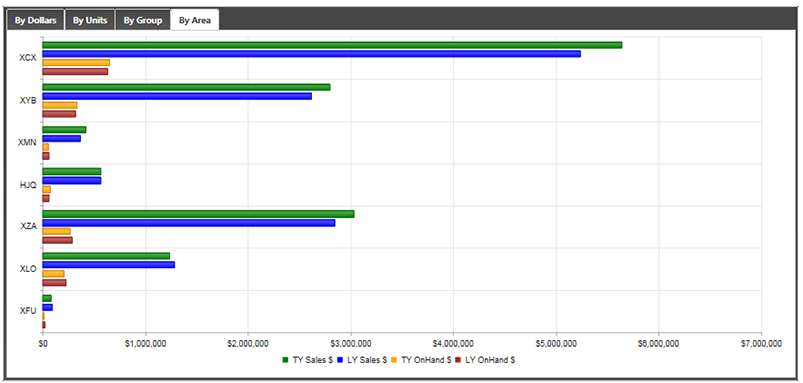 By Dollars By Units By Group By Area
XCX
XYB
XMN
HJQ
XZA
XLO
XFU
$0 $1,000,000 $2,000,000 $3,000,000 $4,000,000 $5,000,000 $6,000,000 $7,000,000
TY Sales $ LY Sales $ TY OnHand $ LY OnHand $